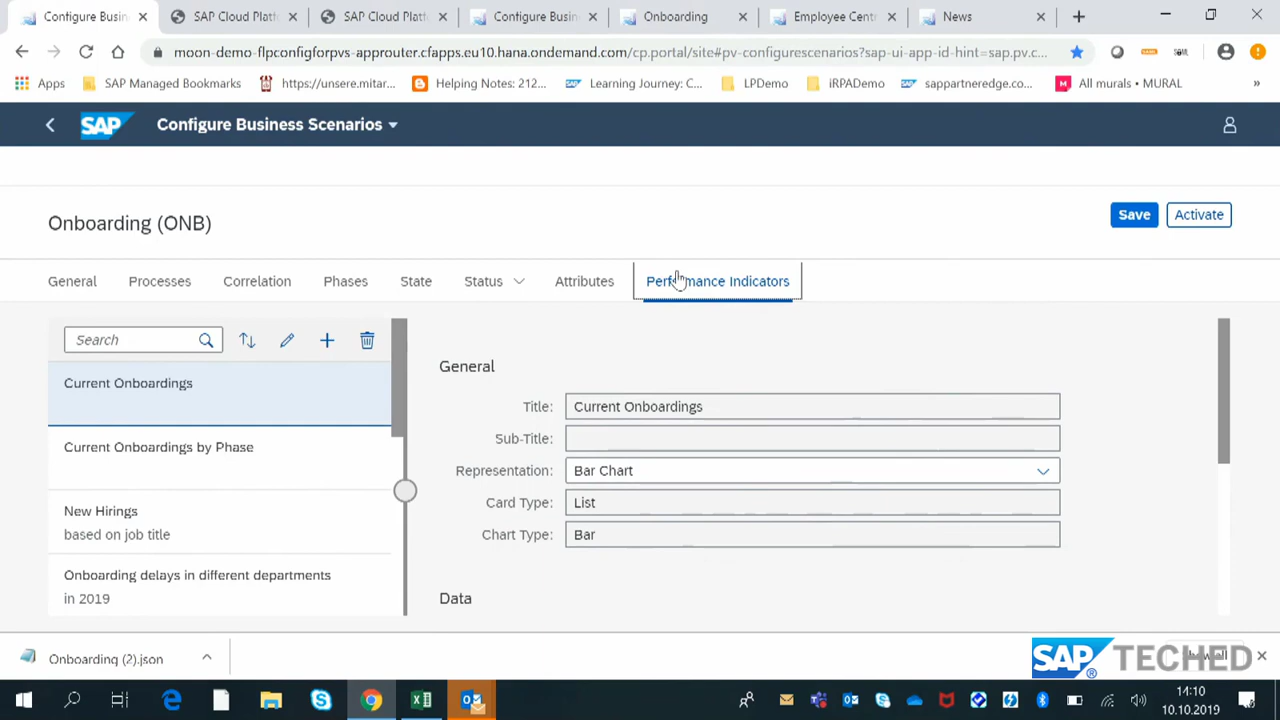 Configure Busin
SAP Cloud Platf
SAP Cloud Platf
Configure Busin
Onboarding
Employee Centr
News
moon-demo-flpconfigforpvs-approuter.cfapps.eu10.hana.ondemand.com/cp.portal/site#pv-configurescenarios?sap-ui-app-id-hint=sap.pv.c...
Apps
SAP Managed Bookmarks
https://unsere.mitar...
Helping Notes: 212...
Learning Journey: C...
LPDemo
iRPADemo
sappartneredge.co...
All murals • MURAL
»
SAP Configure Business Scenarios
Onboarding (ONB)
Save
Activate
General
Processes
Correlation
Phases
State
Status
Attributes
Performance Indicators
Search
Current Onboardings
Current Onboardings by Phase
New Hirings
based on job title
Onboarding delays in different departments
in 2019
General
Title: Current Onboardings
Sub-Title:
Representation: Bar Chart
Card Type: List
Chart Type: Bar
Data
Onboarding (2).json
SAP® TECHED
14:10
10.10.2019